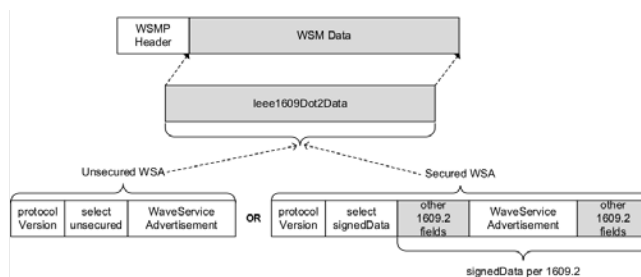 WSMP
Header
WSM Data
Ieee1609Dot2Data
Unsecured WSA
Secured WSA
protocol
Version
select
unsecured
WaveService
Advertisement
OR
protocol
Version
select
signedData
other
1609.2
fields
WaveService
Advertisement
other
1609.2
fields
signedData per 1609.2